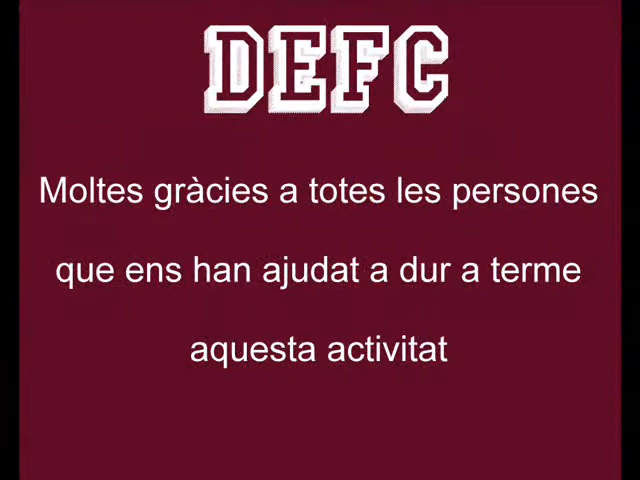 DEFC
Moltes gràcies a totes les persones
que ens han ajudat a dur a terme
aquesta activitat